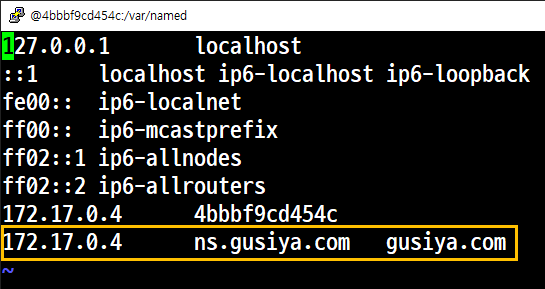 @4bbbf9cd454c:/var/named
127.0.0.1 localhost
::1 localhost ip6-localhost ip6-loopback
fe00:: ip6-localnet
ff00:: ip6-mcastprefix
ff02::1 ip6-allnodes
ff02::2 ip6-allrouters
172.17.0.4 4bbbf9cd454c
172.17.0.4 ns.gusiya.com gusiya.com
~